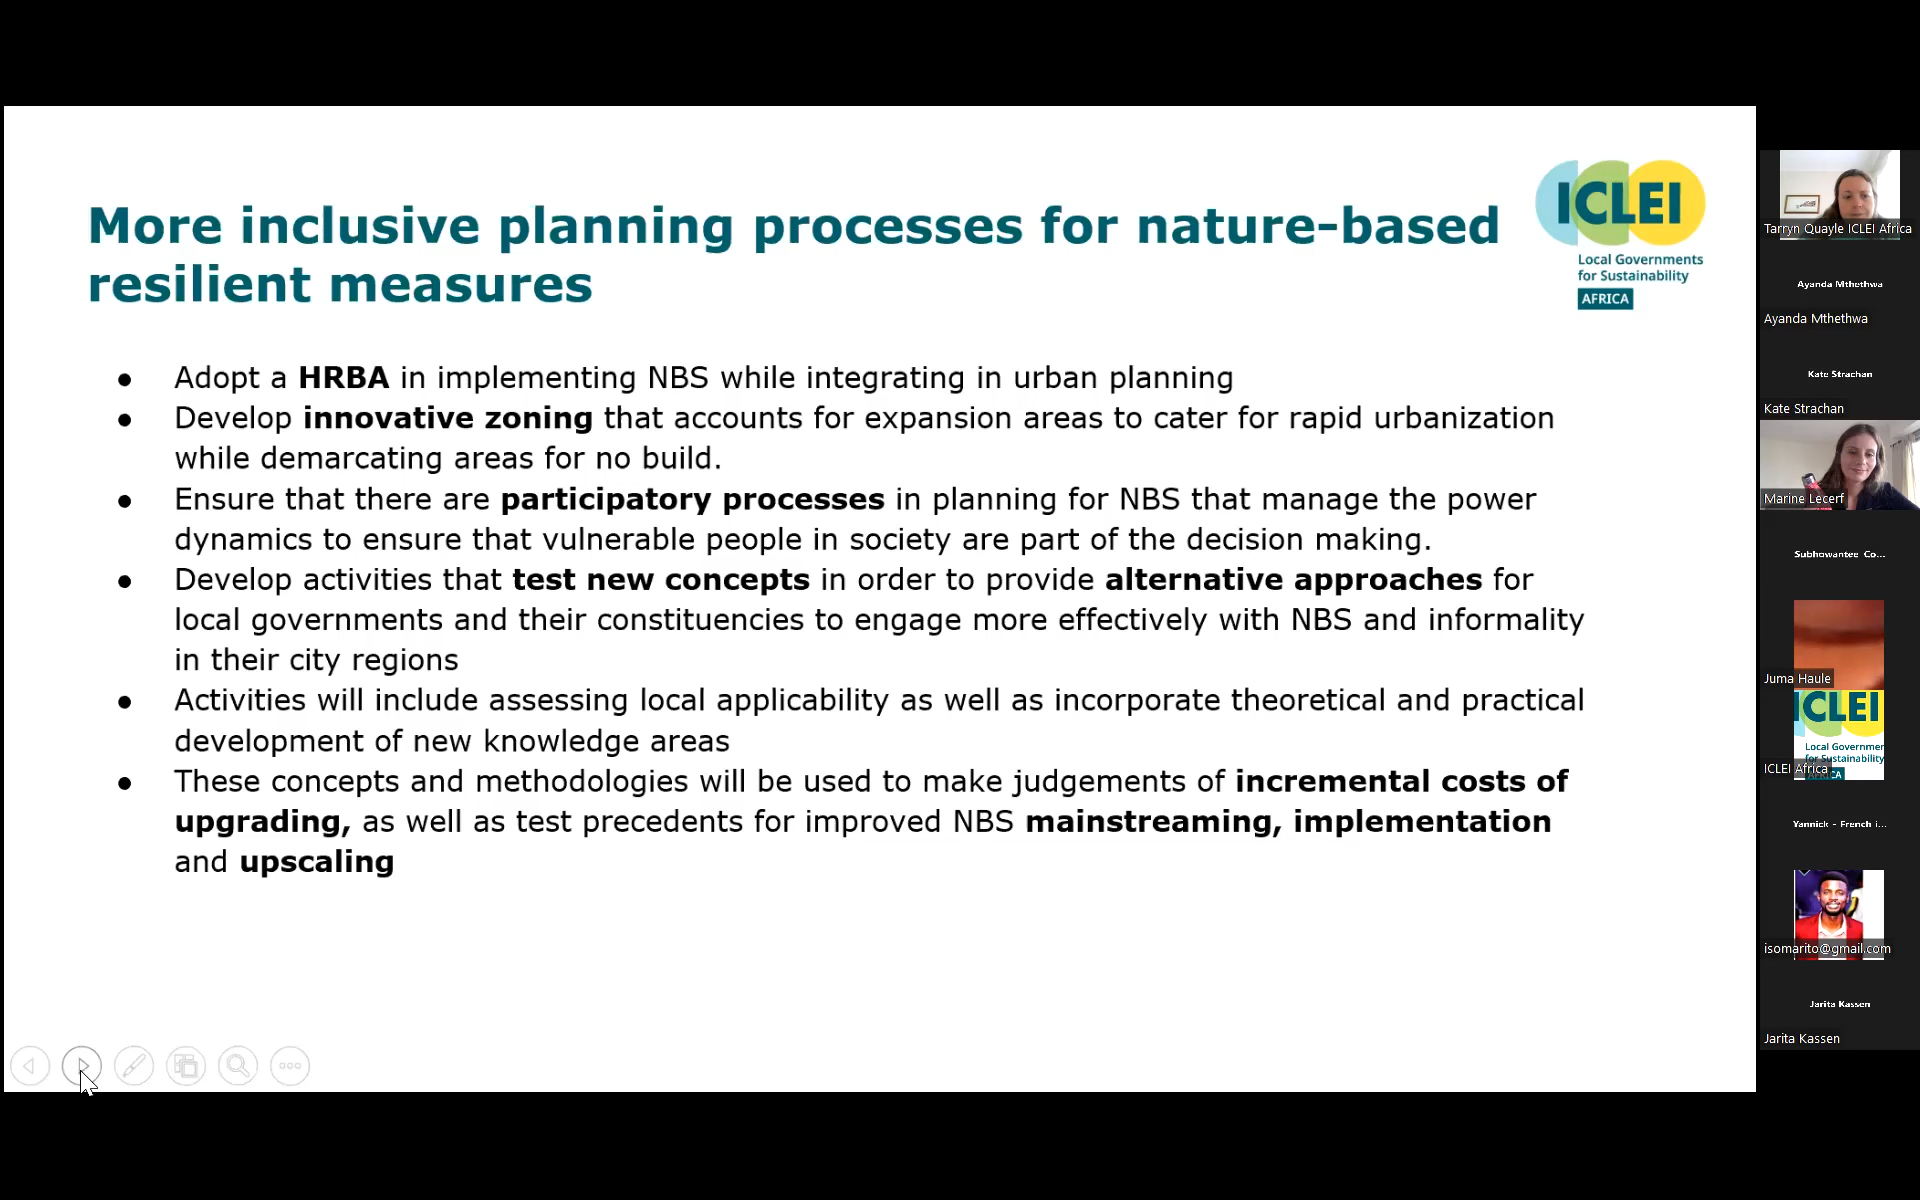 More inclusive planning processes for nature-based
resilient measures
ICLEI
Local Governments
for Sustainability
AFRICA
● Adopt a HRBA in implementing NBS while integrating in urban planning
● Develop innovative zoning that accounts for expansion areas to cater for rapid urbanization
while demarcating areas for no build.
● Ensure that there are participatory processes in planning for NBS that manage the power
dynamics to ensure that vulnerable people in society are part of the decision making.
● Develop activities that test new concepts in order to provide alternative approaches for
local governments and their constituencies to engage more effectively with NBS and informality
in their city regions
● Activities will include assessing local applicability as well as incorporate theoretical and practical
development of new knowledge areas
● These concepts and methodologies will be used to make judgements of incremental costs of
upgrading, as well as test precedents for improved NBS mainstreaming, implementation
and upscaling
Tarryn Quayle ICLEI Africa
Ayanda Mthethwa
Ayanda Mthethwa
Kate Strachan
Kate Strachan
Marine Lecerf
Subhowantee Co...
Juma Haule
ICLEI
Local Governmer
for Sustainability
ICLEI Africa
Yannick - French i...
isomarito@gmail.com
Jarita Kassen
Jarita Kassen